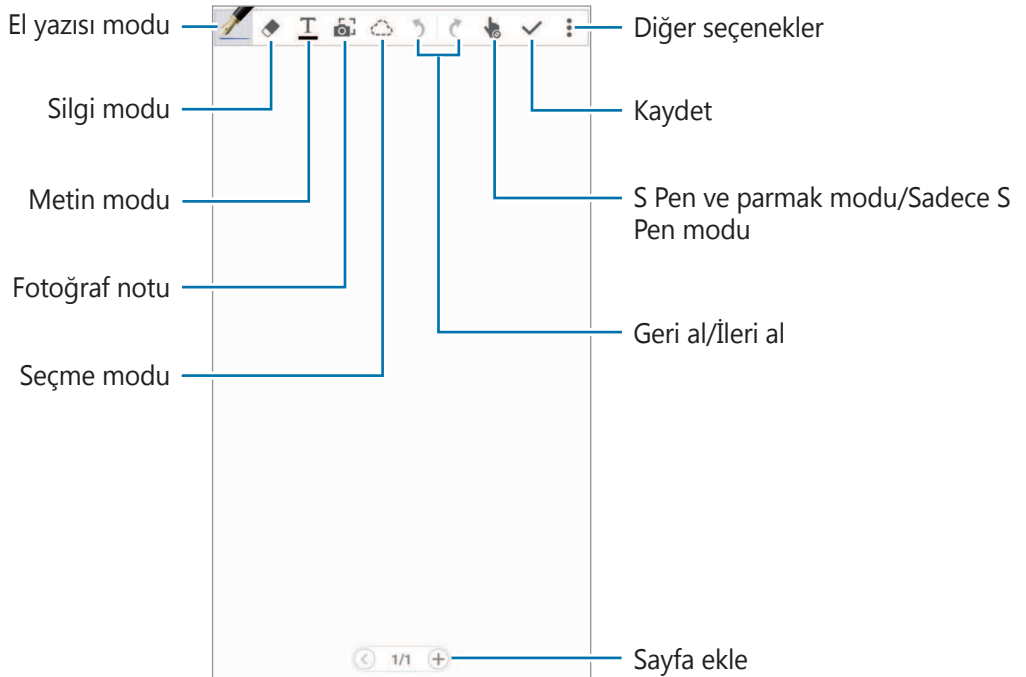 El yazısı modu
Silgi modu
Metin modu
Fotoğraf notu
Seçme modu
T
Diğer seçenekler
Kaydet
S Pen ve parmak modu/Sadece S
Pen modu
Geri al/İleri al
1/1
Sayfa ekle